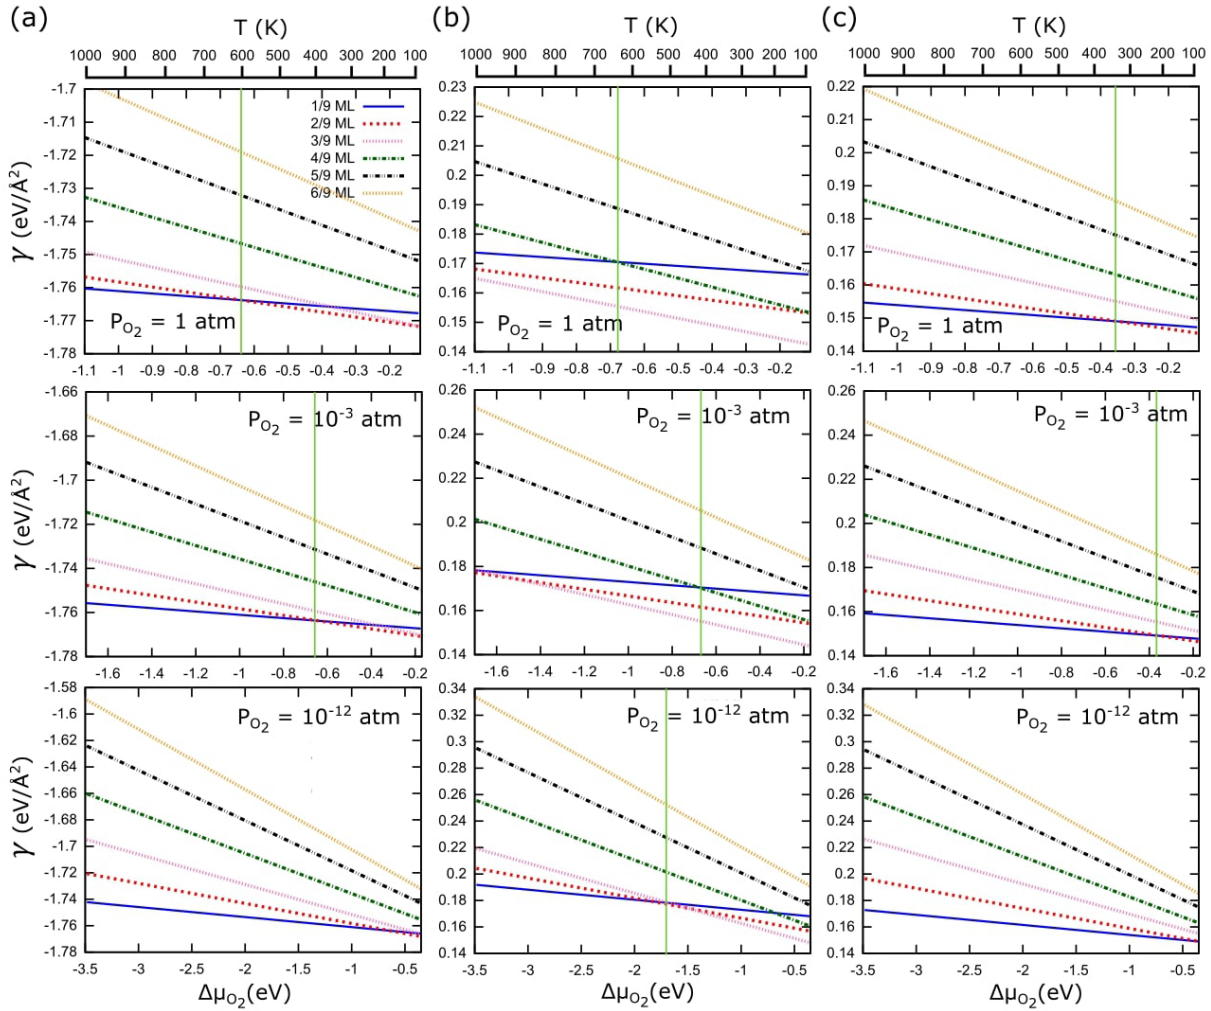 (a)
T (K)
1000 900 800 700 600 500 400 300 200 100
-1.7
-1.71
-1.72
-1.73
-1.74
-1.75
-1.76
-1.77
-1.78
γ (eV/Å²)
1/9 ML
2/9 ML
3/9 ML
4/9 ML
5/9 ML
6/9 ML
P_O₂ = 1 atm
-1.1 -1 -0.9 -0.8 -0.7 -0.6 -0.5 -0.4 -0.3 -0.2
(b)
T (K)
1000 900 800 700 600 500 400 300 200 100
0.23
0.22
0.21
0.2
0.19
0.18
0.17
0.16
0.15
0.14
P_O₂ = 1 atm
-1.1 -1 -0.9 -0.8 -0.7 -0.6 -0.5 -0.4 -0.3 -0.2
(c)
T (K)
1000 900 800 700 600 500 400 300 200 100
0.22
0.21
0.2
0.19
0.18
0.17
0.16
0.15
0.14
P_O₂ = 1 atm
-1.1 -1 -0.9 -0.8 -0.7 -0.6 -0.5 -0.4 -0.3 -0.2
-1.66
-1.68
-1.7
-1.72
-1.74
-1.76
-1.78
γ (eV/Å²)
P_O₂ = 10⁻³ atm
-1.6 -1.4 -1.2 -1 -0.8 -0.6 -0.4 -0.2
0.26
0.24
0.22
0.2
0.18
0.16
0.14
P_O₂ = 10⁻³ atm
-1.6 -1.4 -1.2 -1 -0.8 -0.6 -0.4 -0.2
0.26
0.24
0.22
0.2
0.18
0.16
0.14
P_O₂ = 10⁻³ atm
-1.6 -1.4 -1.2 -1 -0.8 -0.6 -0.4 -0.2
-1.58
-1.6
-1.62
-1.64
-1.66
-1.68
-1.7
-1.72
-1.74
-1.76
-1.78
γ (eV/Å²)
P_O₂ = 10⁻¹² atm
-3.5 -3 -2.5 -2 -1.5 -1 -0.5
Δμ_O₂(eV)
0.34
0.32
0.3
0.28
0.26
0.24
0.22
0.2
0.18
0.16
0.14
P_O₂ = 10⁻¹² atm
-3.5 -3 -2.5 -2 -1.5 -1 -0.5
Δμ_O₂(eV)
0.34
0.32
0.3
0.28
0.26
0.24
0.22
0.2
0.18
0.16
0.14
P_O₂ = 10⁻¹² atm
-3.5 -3 -2.5 -2 -1.5 -1 -0.5
Δμ_O₂(eV)